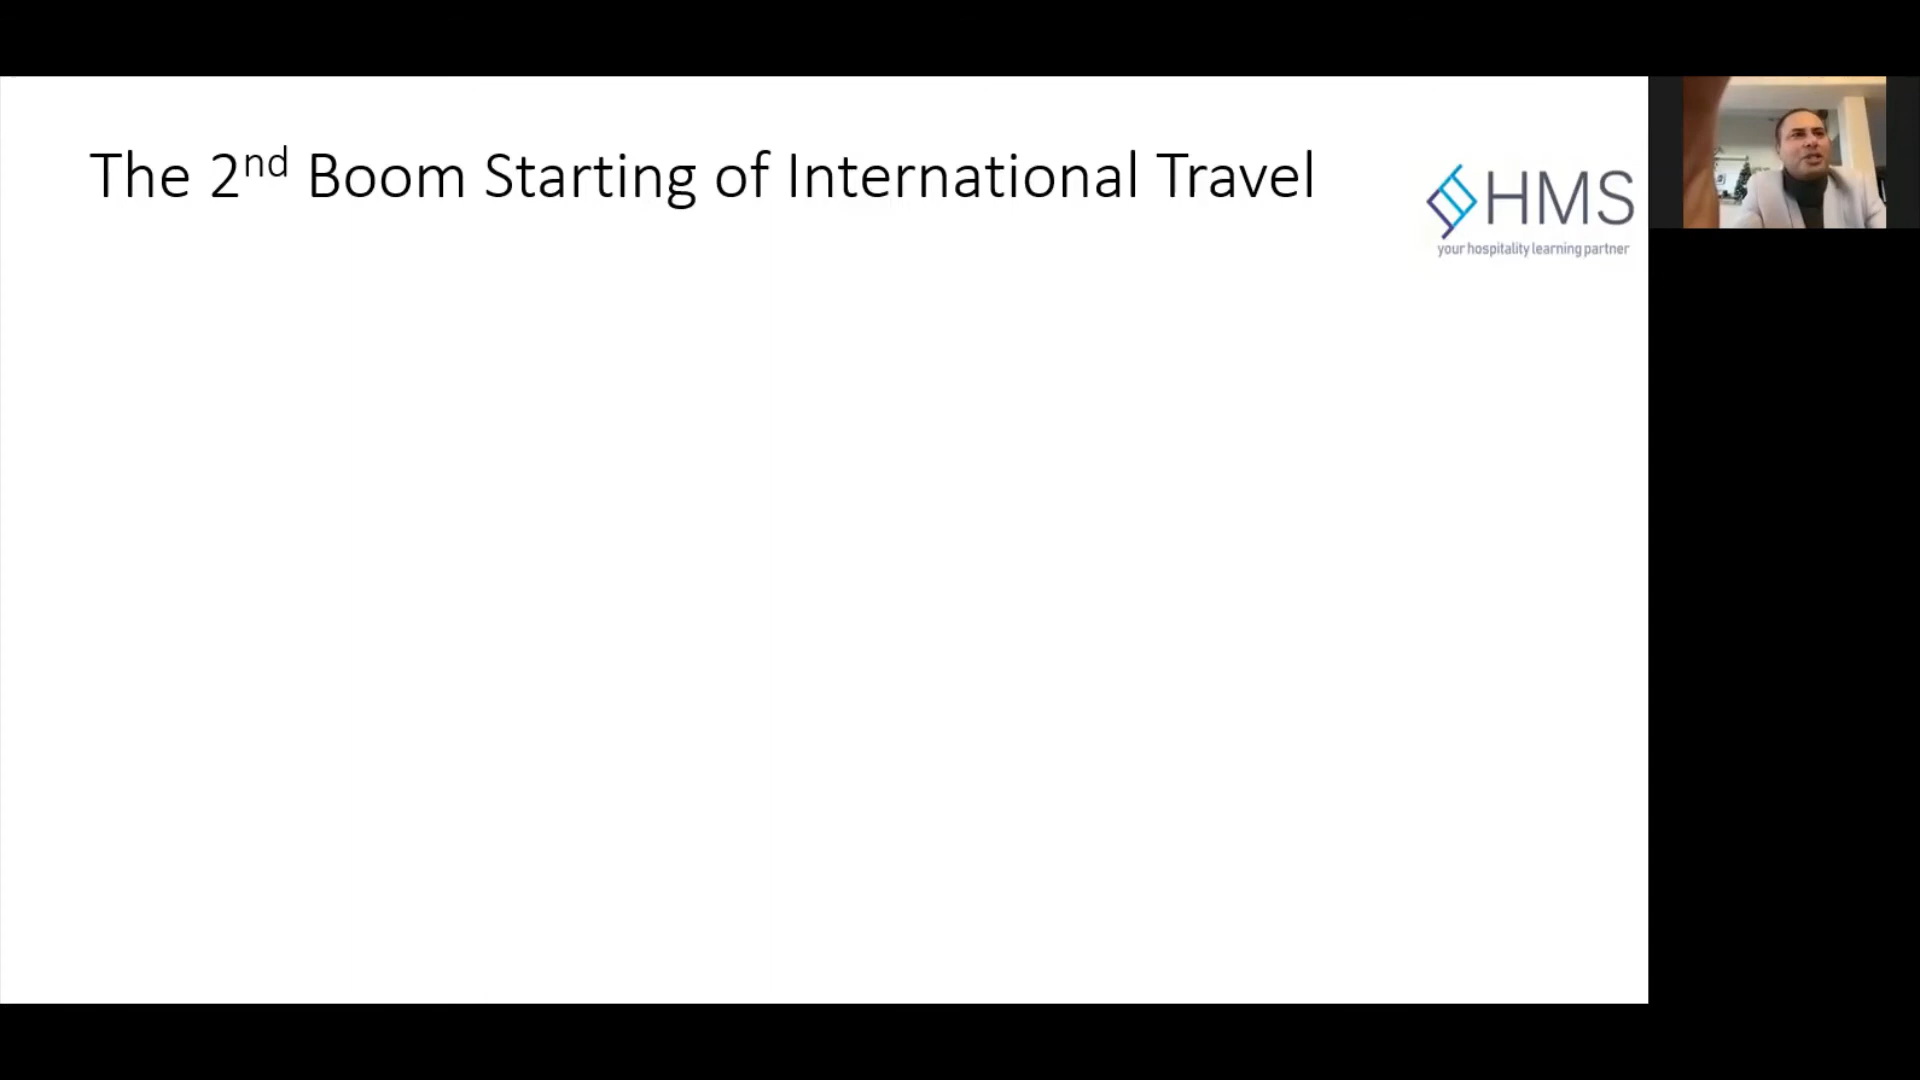 The 2nd Boom Starting of International Travel
HMS
your hospitality learning partner